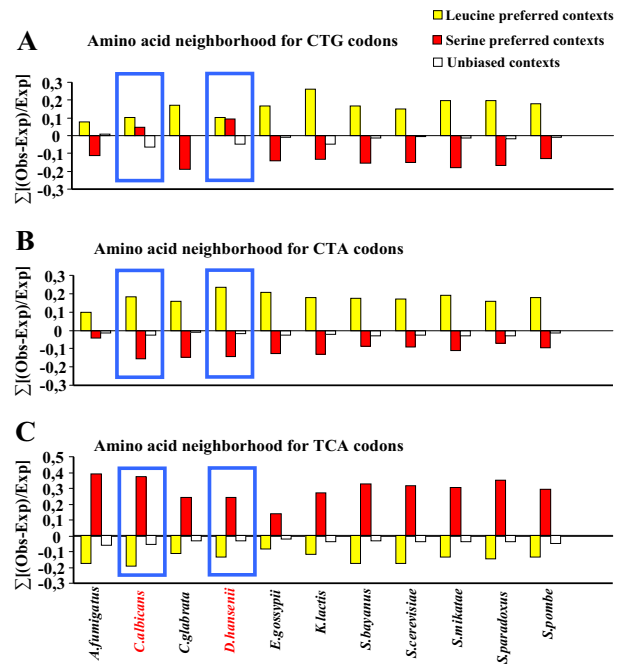 Leucine preferred contexts
Serine preferred contexts
Unbiased contexts
A
Amino acid neighborhood for CTG codons
∑[(Obs-Exp)/Exp]
0,3
0,2
0,1
0
-0,1
-0,2
-0,3
B
Amino acid neighborhood for CTA codons
∑[(Obs-Exp)/Exp]
0,3
0,2
0,1
0
-0,1
-0,2
-0,3
C
Amino acid neighborhood for TCA codons
∑[(Obs-Exp)/Exp]
0,5
0,4
0,3
0,2
0,1
0
-0,1
-0,2
-0,3
A.fumigatus
C.albicans
C.glabrata
D.hansenii
E.gossypii
K.lactis
S.bayanus
S.cerevisiae
S.mikatae
S.paradoxus
S.pombe